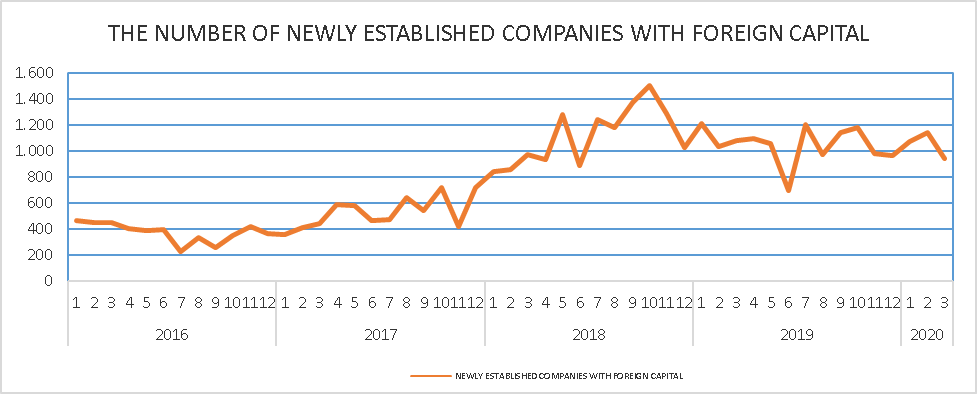 THE NUMBER OF NEWLY ESTABLISHED COMPANIES WITH FOREIGN CAPITAL
1.600
1.400
1.200
1.000
800
600
400
200
0
1 2 3 4 5 6 7 8 9 10 11 12 1 2 3 4 5 6 7 8 9 10 11 12 1 2 3 4 5 6 7 8 9 10 11 12 1 2 3 4 5 6 7 8 9 10 11 12 1 2 3
2016 2017 2018 2019 2020
NEWLY ESTABLISHED COMPANIES WITH FOREIGN CAPITAL